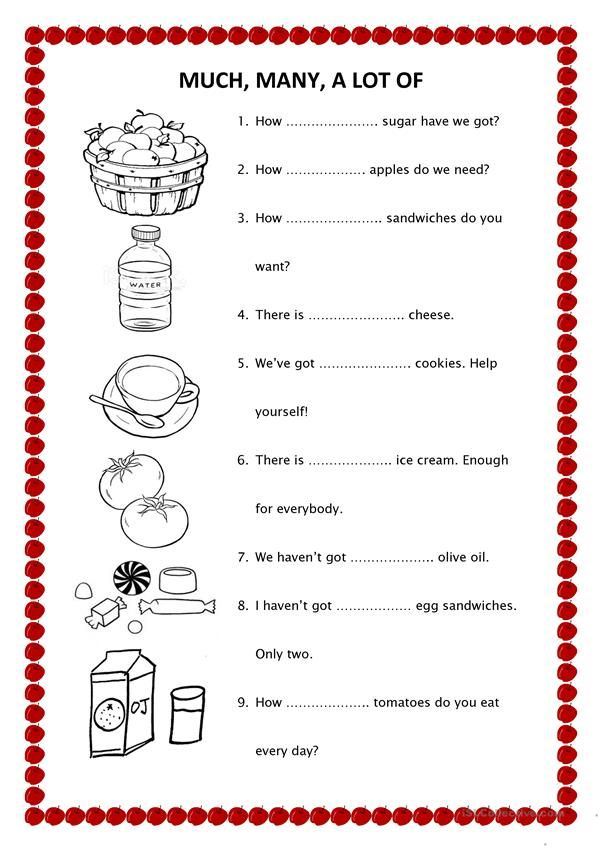 MUCH, MANY, A LOT OF
1. How ………………….. sugar have we got?
2. How ……………….. apples do we need?
3. How ………………….. sandwiches do you
want?
WATER
4. There is ………………….. cheese.
5. We’ve got ………………….. cookies. Help
yourself!
6. There is ………………... ice cream. Enough
for everybody.
7. We haven’t got ……………….. olive oil.
8. I haven’t got ……………… egg sandwiches.
Only two.
OJ
9. How ……………….. tomatoes do you eat
every day?
iSLCollective.com